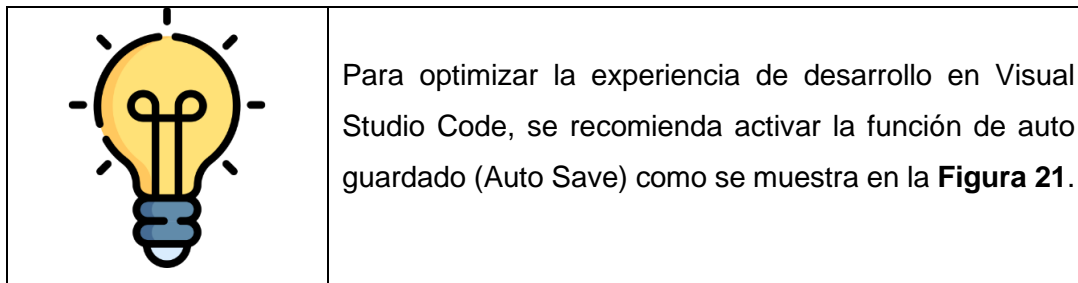 Para optimizar la experiencia de desarrollo en Visual
Studio Code, se recomienda activar la función de auto
guardado (Auto Save) como se muestra en la Figura 21.